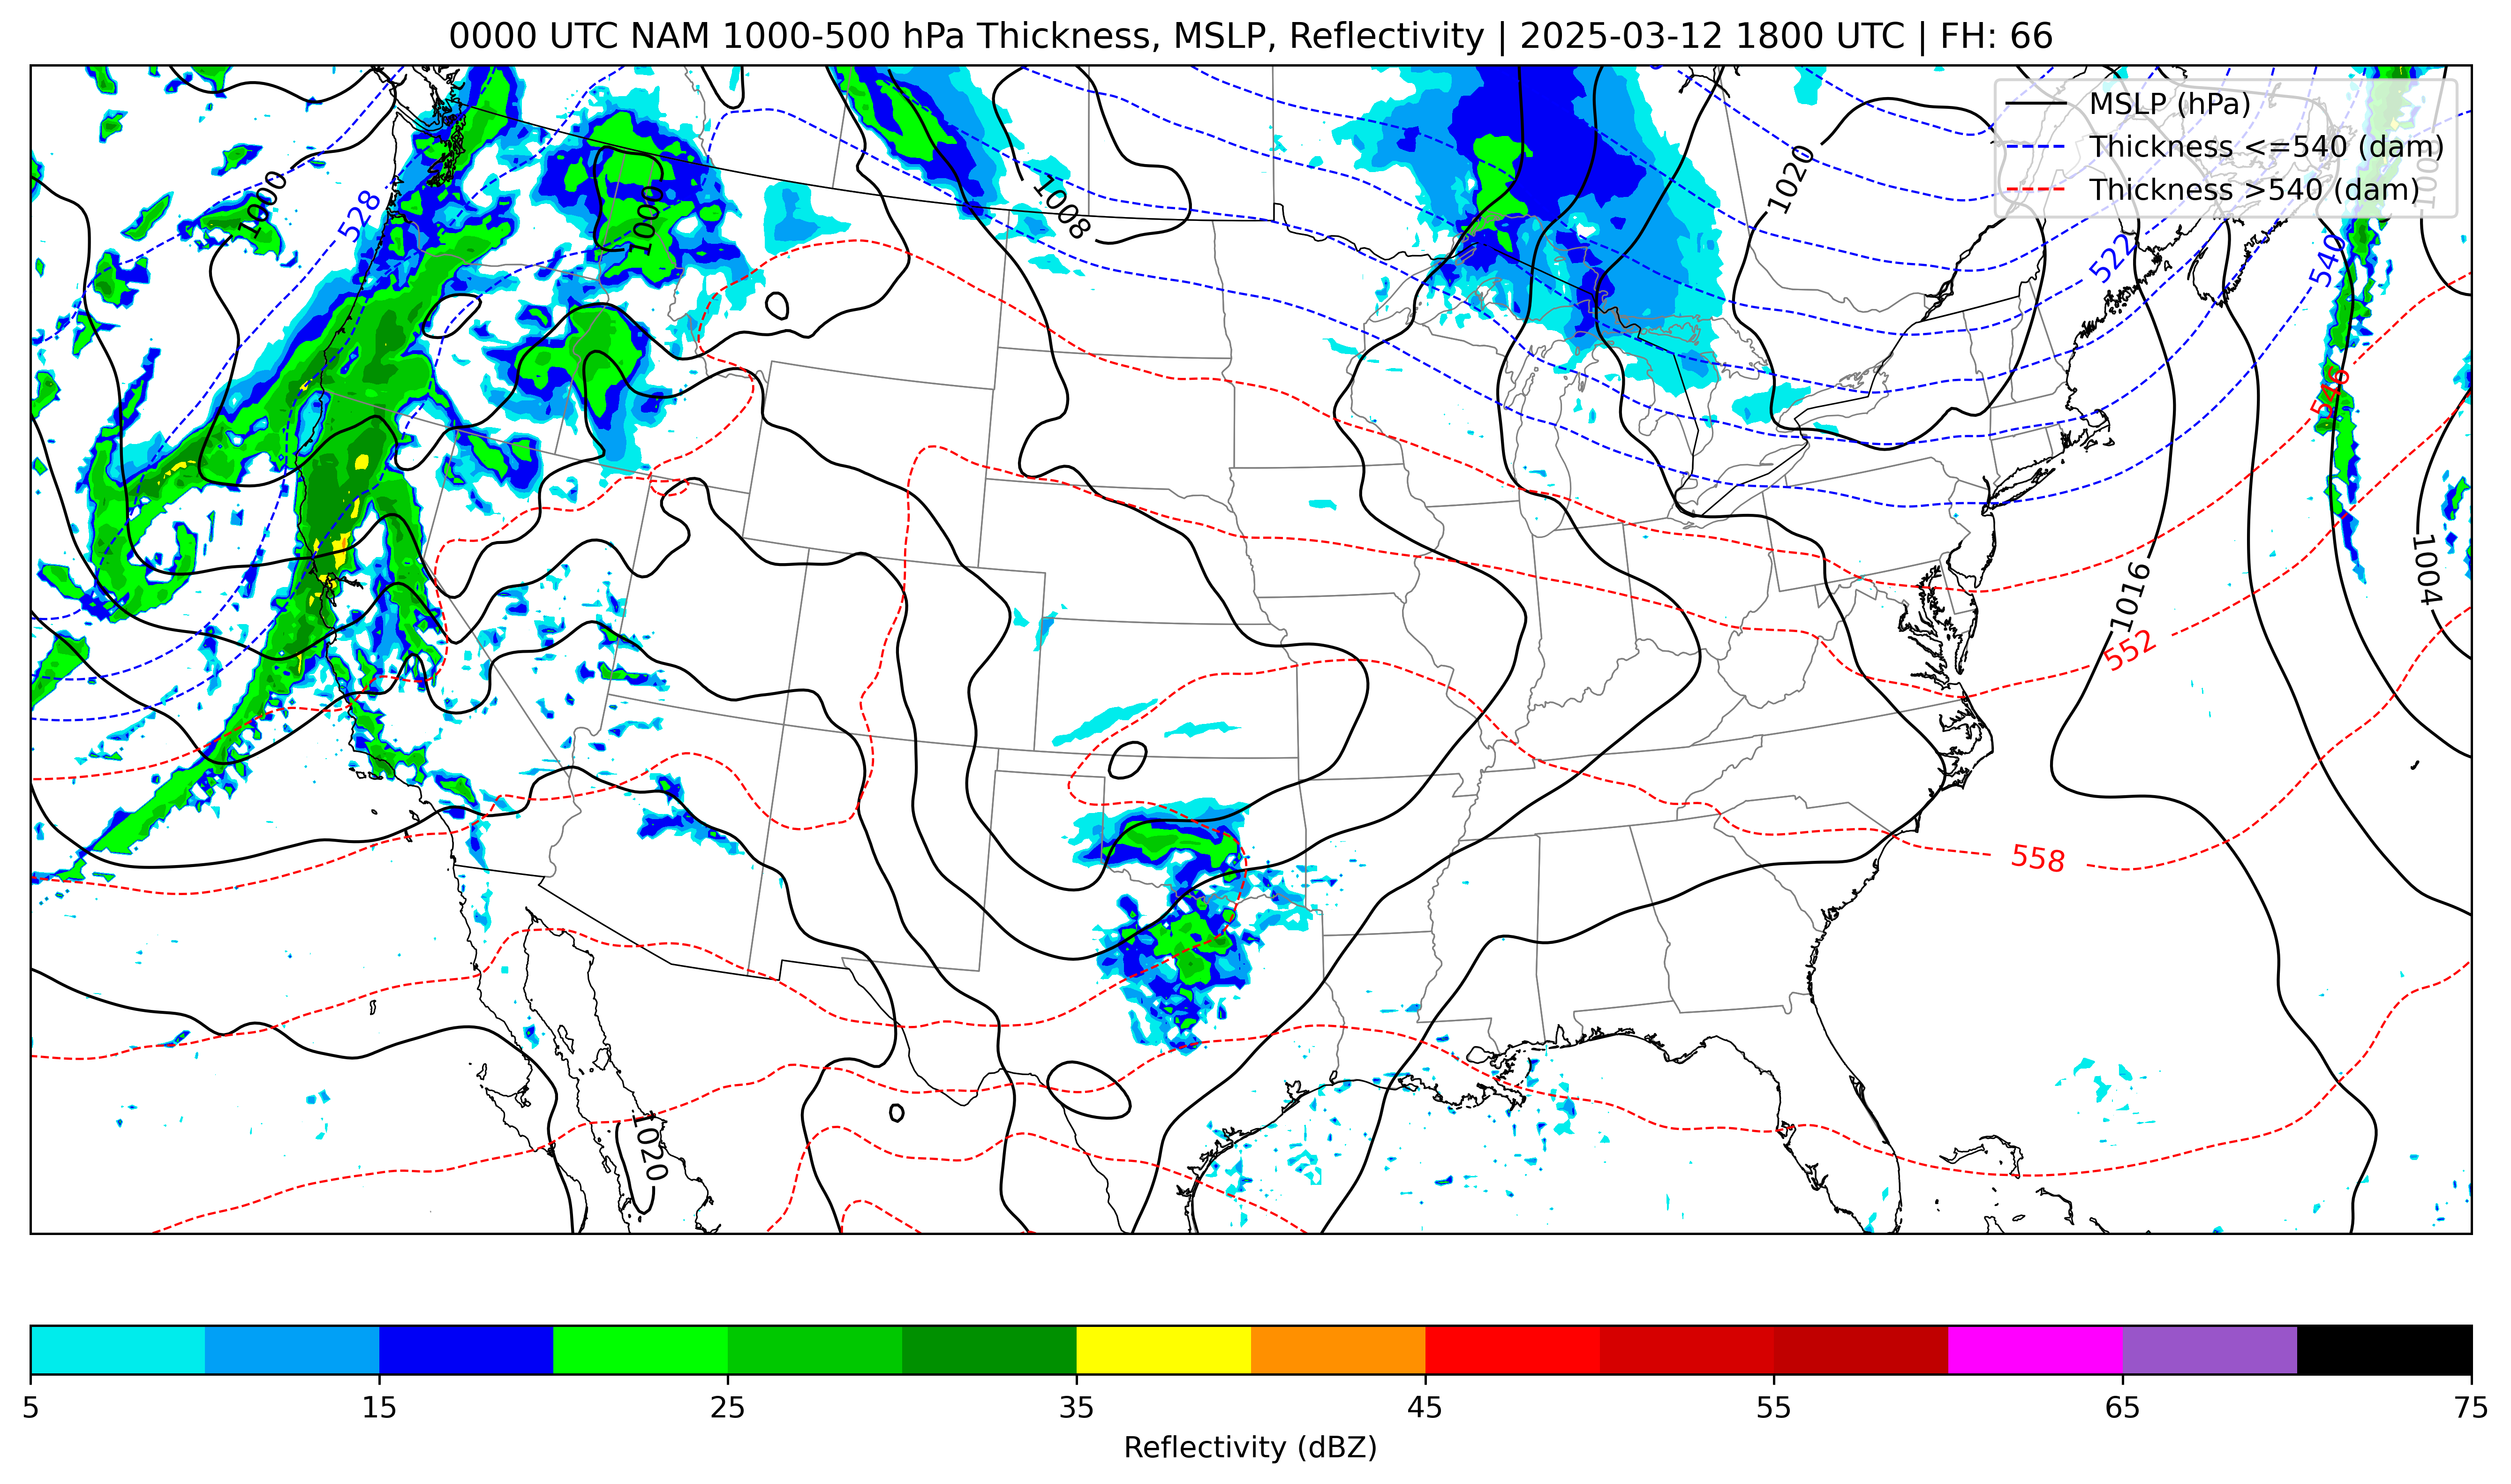 0000 UTC NAM 1000-500 hPa Thickness, MSLP, Reflectivity | 2025-03-12 1800 UTC | FH: 66
MSLP (hPa)
Thickness <=540 (dam)
Thickness >540 (dam)
1000
528
1000
1008
1020
522
540
546
1004
1016
552
558
1020
5 15 25 35 45 55 65 75
Reflectivity (dBZ)